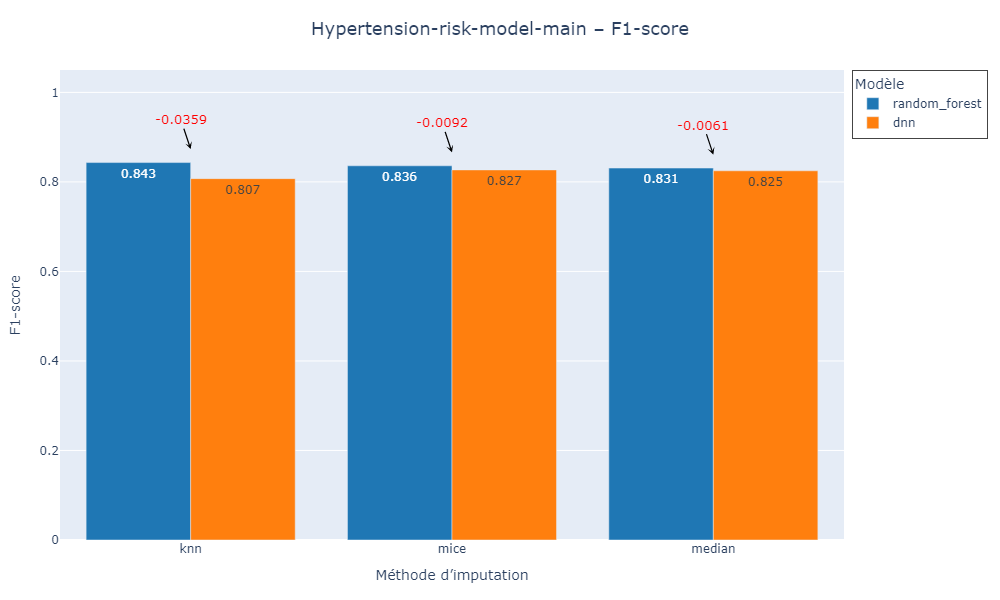 Hypertension-risk-model-main – F1-score
Modèle
random_forest
dnn
-0.0359
-0.0092
-0.0061
0.843
0.807
0.836
0.827
0.831
0.825
1
0.8
0.6
0.4
0.2
0
F1-score
knn
mice
median
Méthode d’imputation